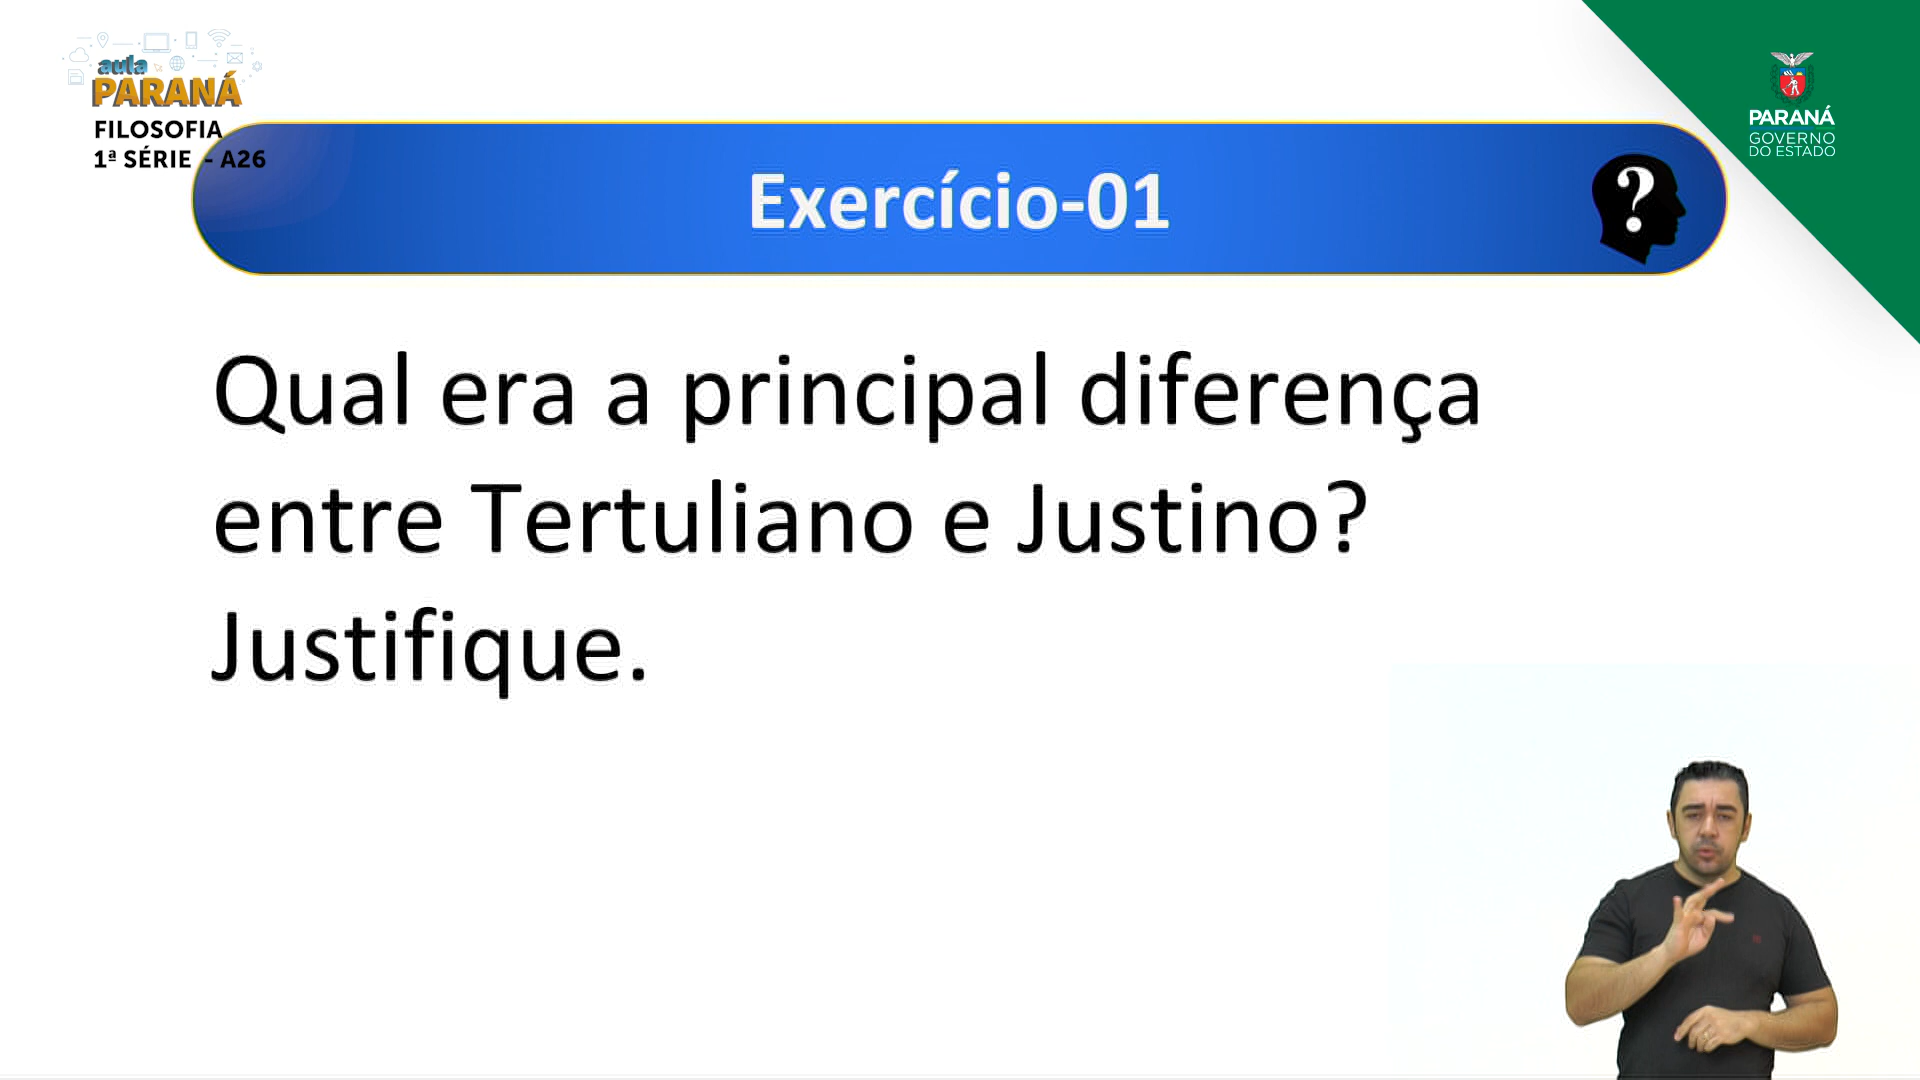 aula
PARANÁ
FILOSOFIA
1ª SÉRIE - A26
Exercício-01
?
PARANÁ
GOVERNO
DO ESTADO
Qual era a principal diferença
entre Tertuliano e Justino?
Justifique.